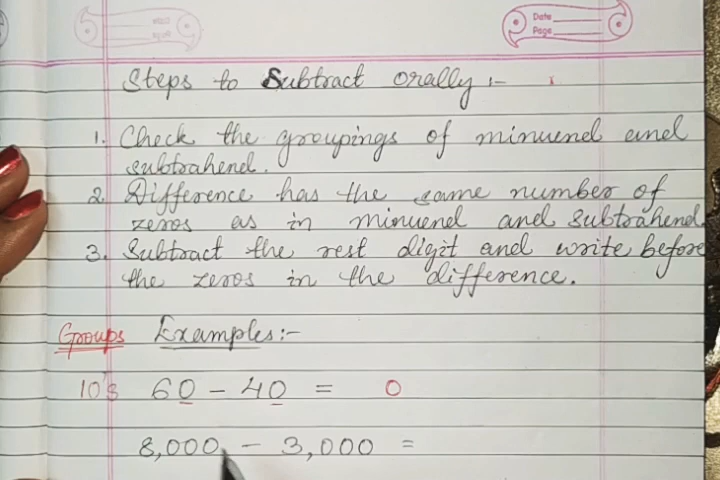 Date
Page
Steps to Subtract orally :-
1. Check the groupings of minuend and
subtrahend.
2. Difference has the same number of
zeros as in minuend and subtrahend.
3. Subtract the rest digit and write before
the zeros in the difference.
Groups Examples:-
10's 60 - 40 = 0
8,000 - 3,000 =